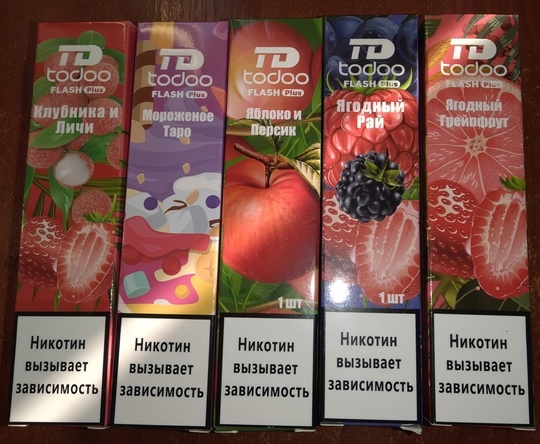 TD
todoo
FLASH Plus
Клубника и
Личи
Никотин
вызывает
зависимость
TD
todoo
FLASH Plus
Мороженое
Таро
Никотин
вызывает
зависимость
TD
todoo
FLASH Plus
Яблоко и
Персик
1 шт
Никотин
вызывает
зависимость
TD
todoo
FLASH Plus
Ягодный
Рай
1 шт
Никотин
вызывает
зависимость
TD
todoo
FLASH Plus
Ягодный
Грейпфрут
Никотин
вызывает
зависимость